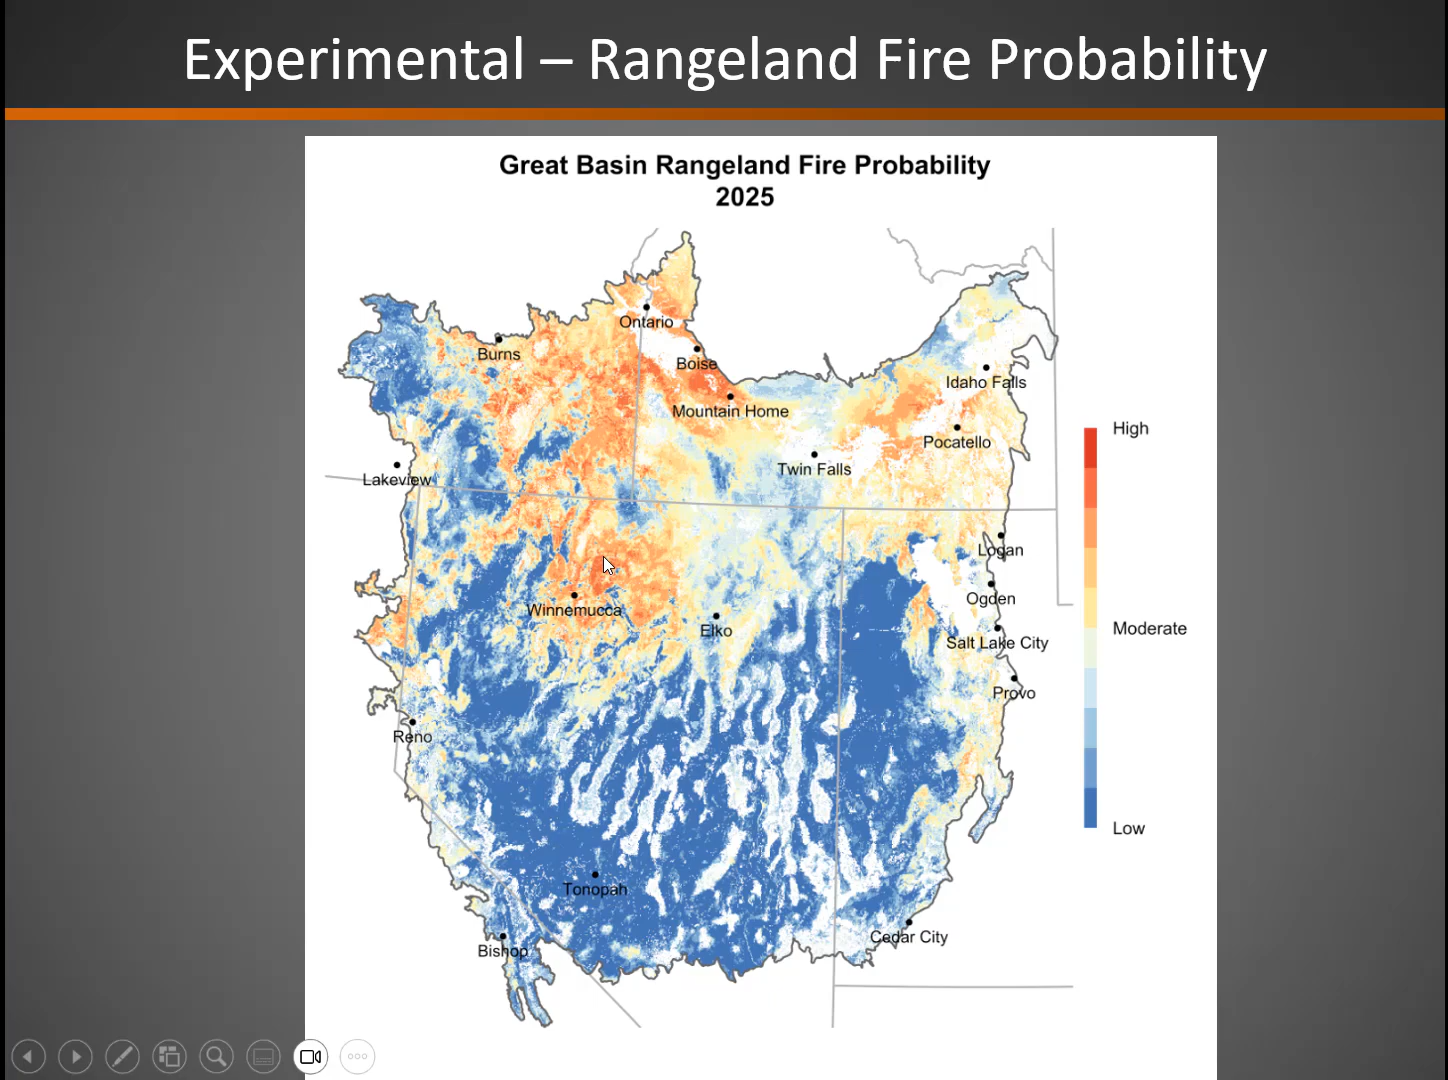 Experimental – Rangeland Fire Probability
Great Basin Rangeland Fire Probability
2025
Ontario
Burns
Boise
Idaho Falls
Mountain Home
Pocatello
High
Twin Falls
Lakeview
Logan
Ogden
Winnemucca
Elko
Moderate
Salt Lake City
Provo
Reno
Low
Tonopah
Cedar City
Bishop